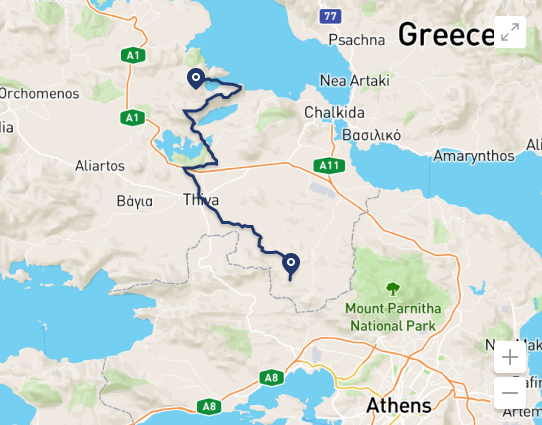 77
Greece
Psachna
A1
Nea Artaki
Orchomenos
Chalkida
A1
Βασιλικό
Aliartos
A11
Amarynthos
Βάγια
Thiva
Mount Parnitha
National Park
A8
A8
Athens